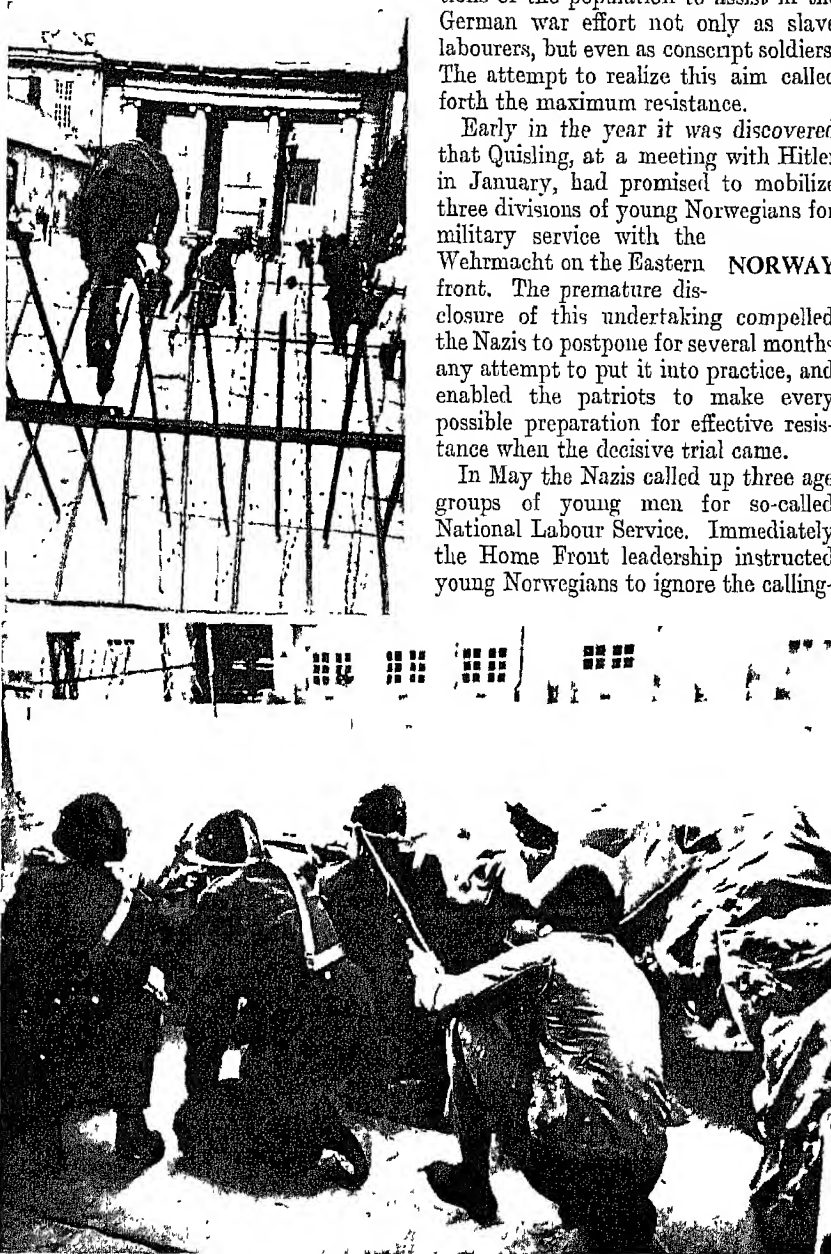 German war effort not only as slave
labourers, but even as conscript soldiers
The attempt to realize this aim called
forth the maximum resistance.
Early in the year it was discovered
that Quisling, at a meeting with Hitler
in January, had promised to mobilize
three divisions of young Norwegians for
military service with the
Wehrmacht on the Eastern NORWAY
front. The premature dis-
closure of this undertaking compelled
the Nazis to postpone for several months
any attempt to put it into practice, and
enabled the patriots to make every
possible preparation for effective resis-
tance when the decisive trial came.
In May the Nazis called up three age
groups of young men for so-called
National Labour Service. Immediately
the Home Front leadership instructed
young Norwegians to ignore the calling-